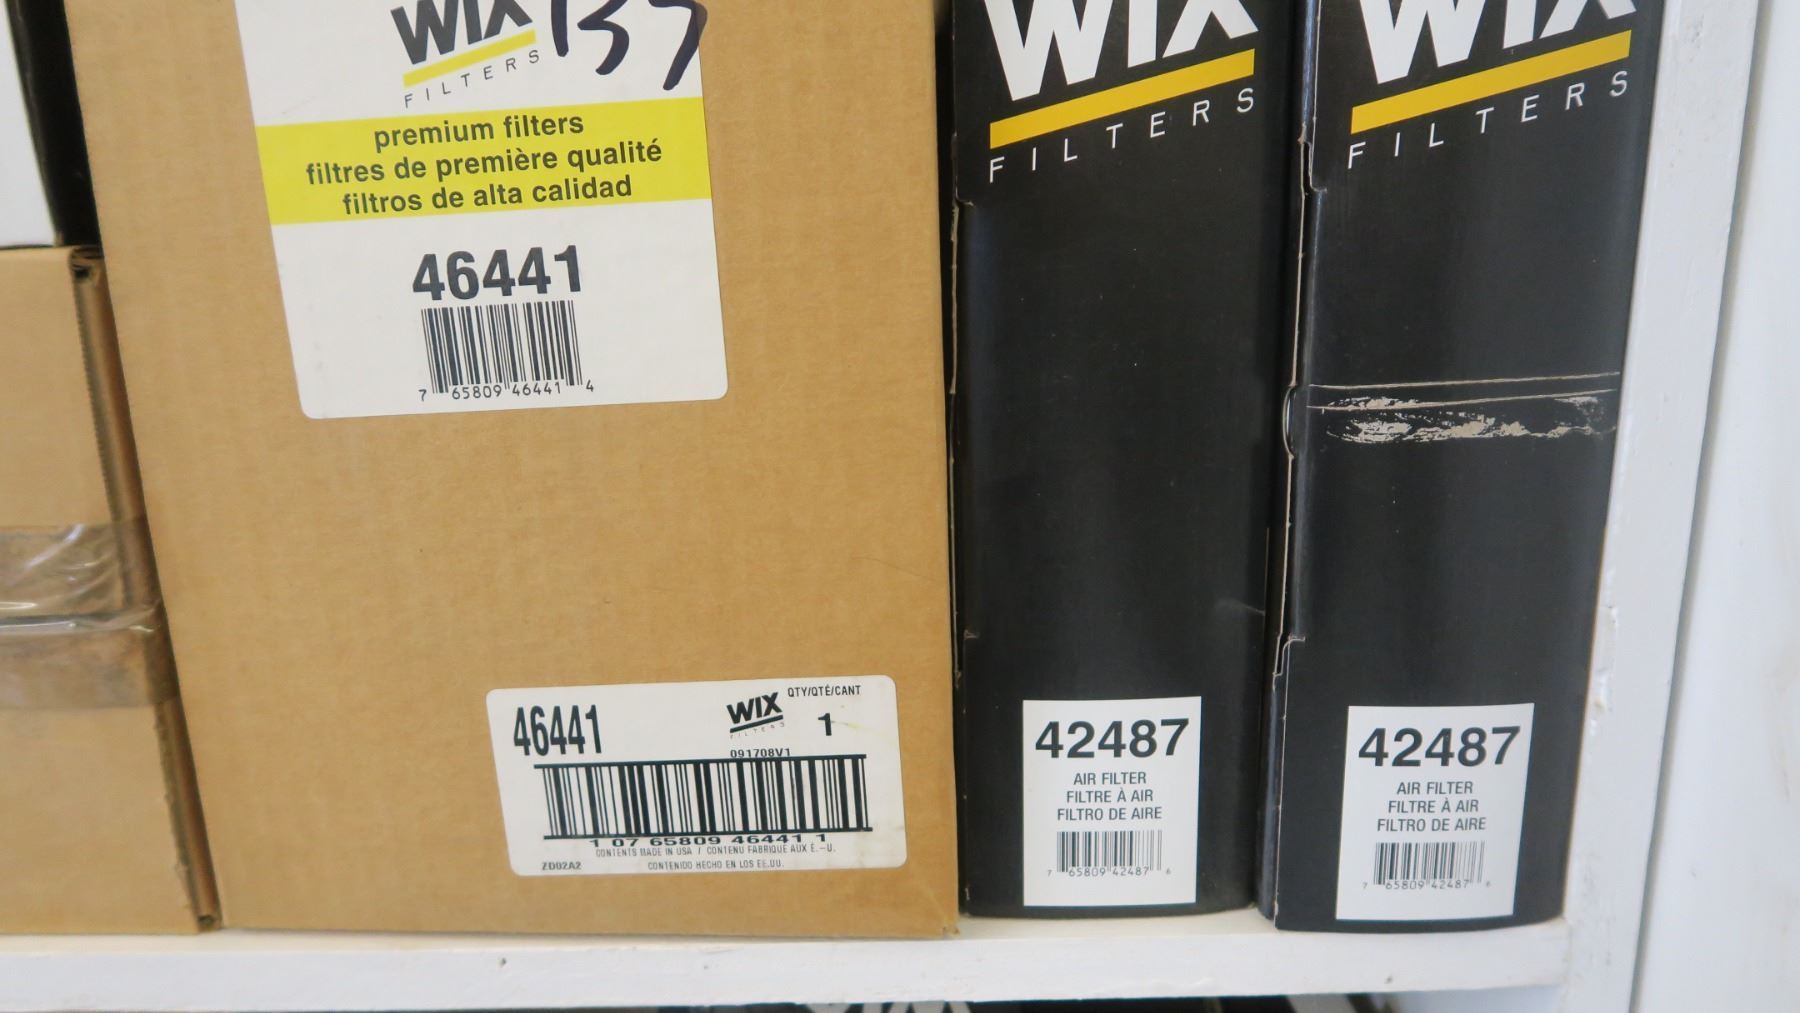 WIX
137
FILTERS
premium filters
filtres de première qualité
filtros de alta calidad
46441
7 65809 46441 4
46441
WIX
FILTERS
QTY/QTÉ/CANT
1
091708V1
1 07 65809 46441 1
CONTENTS MADE IN USA / CONTENU FABRIQUÉ AUX É.-U.
ZD02A2
CONTENIDO HECHO EN LOS EE.UU.
WIX
FILTERS
42487
AIR FILTER
FILTRE À AIR
FILTRO DE AIRE
7 65809 42487 6
WIX
FILTERS
42487
AIR FILTER
FILTRE À AIR
FILTRO DE AIRE
7 65809 42487 6